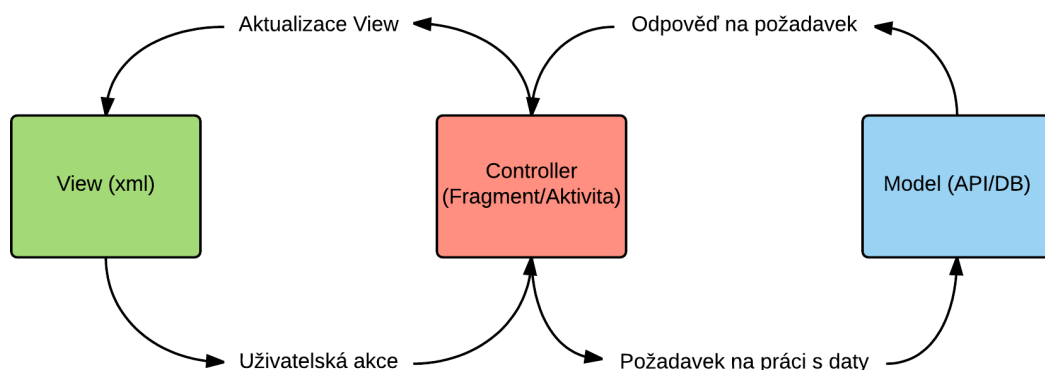 Aktualizace View
Odpověď na požadavek
View (xml)
Controller
(Fragment/Aktivita)
Model (API/DB)
Uživatelská akce
Požadavek na práci s daty